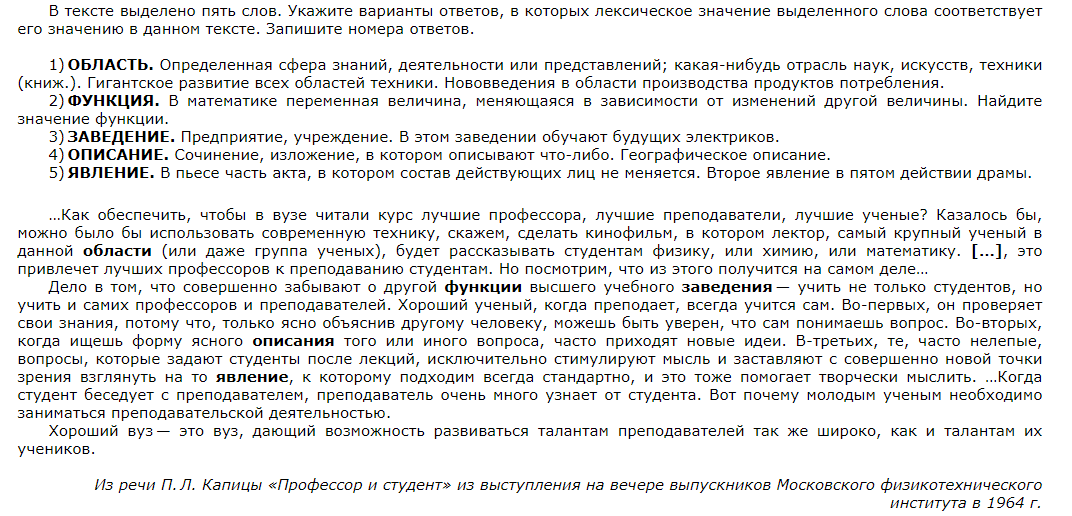 В тексте выделено пять слов. Укажите варианты ответов, в которых лексическое значение выделенного слова соответствует
его значению в данном тексте. Запишите номера ответов.
1) ОБЛАСТЬ. Определенная сфера знаний, деятельности или представлений; какая-нибудь отрасль наук, искусств, техники
(книж.). Гигантское развитие всех областей техники. Нововведения в области производства продуктов потребления.
2) ФУНКЦИЯ. В математике переменная величина, меняющаяся в зависимости от изменений другой величины. Найдите
значение функции.
3) ЗАВЕДЕНИЕ. Предприятие, учреждение. В этом заведении обучают будущих электриков.
4) ОПИСАНИЕ. Сочинение, изложение, в котором описывают что-либо. Географическое описание.
5) ЯВЛЕНИЕ. В пьесе часть акта, в котором состав действующих лиц не меняется. Второе явление в пятом действии драмы.
...Как обеспечить, чтобы в вузе читали курс лучшие профессора, лучшие преподаватели, лучшие ученые? Казалось бы,
можно было бы использовать современную технику, скажем, сделать кинофильм, в котором лектор, самый крупный ученый в
данной области (или даже группа ученых), будет рассказывать студентам физику, или химию, или математику. [...], это
привлечет лучших профессоров к преподаванию студентам. Но посмотрим, что из этого получится на самом деле...
Дело в том, что совершенно забывают о другой функции высшего учебного заведения — учить не только студентов, но
учить и самих профессоров и преподавателей. Хороший ученый, когда преподает, всегда учится сам. Во-первых, он проверяет
свои знания, потому что, только ясно объяснив другому человеку, можешь быть уверен, что сам понимаешь вопрос. Во-вторых,
когда ищешь форму ясного описания того или иного вопроса, часто приходят новые идеи. В-третьих, те, часто нелепые,
вопросы, которые задают студенты после лекций, исключительно стимулируют мысль и заставляют с совершенно новой точки
зрения взглянуть на то явление, к которому подходим всегда стандартно, и это тоже помогает творчески мыслить. ...Когда
студент беседует с преподавателем, преподаватель очень много узнает от студента. Вот почему молодым ученым необходимо
заниматься преподавательской деятельностью.
Хороший вуз — это вуз, дающий возможность развиваться талантам преподавателей так же широко, как и талантам их
учеников.
Из речи П. Л. Капицы «Профессор и студент» из выступления на вечере выпускников Московского физикотехнического
института в 1964 г.